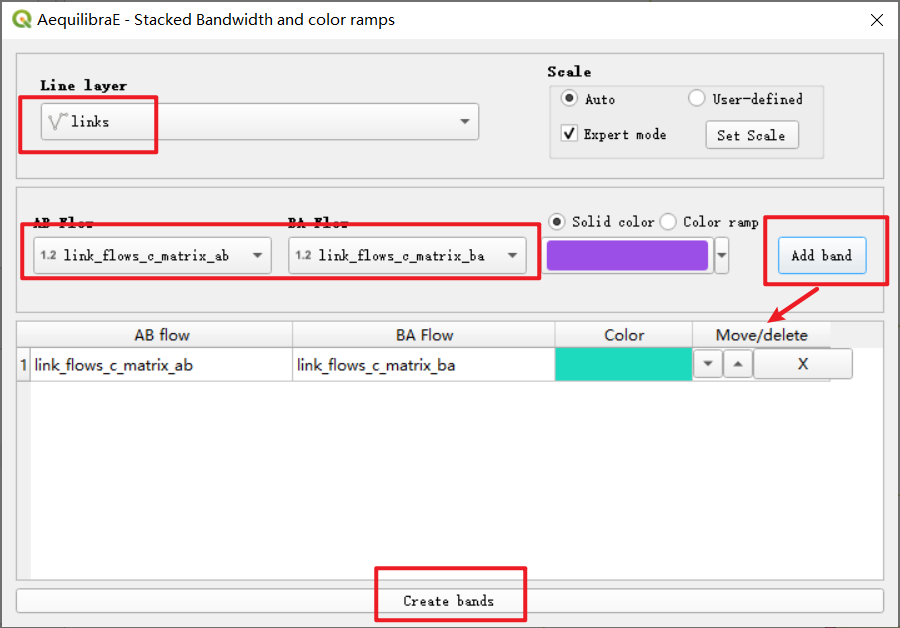 AequilibraE - Stacked Bandwidth and color ramps
Line layer
links
Scale
Auto
User-defined
Expert mode
Set Scale
AB Flow
BA Flow
1.2 link_flows_c_matrix_ab
1.2 link_flows_c_matrix_ba
Solid color
Color ramp
Add band
AB flow
BA Flow
Color
Move/delete
1
link_flows_c_matrix_ab
link_flows_c_matrix_ba
X
Create bands